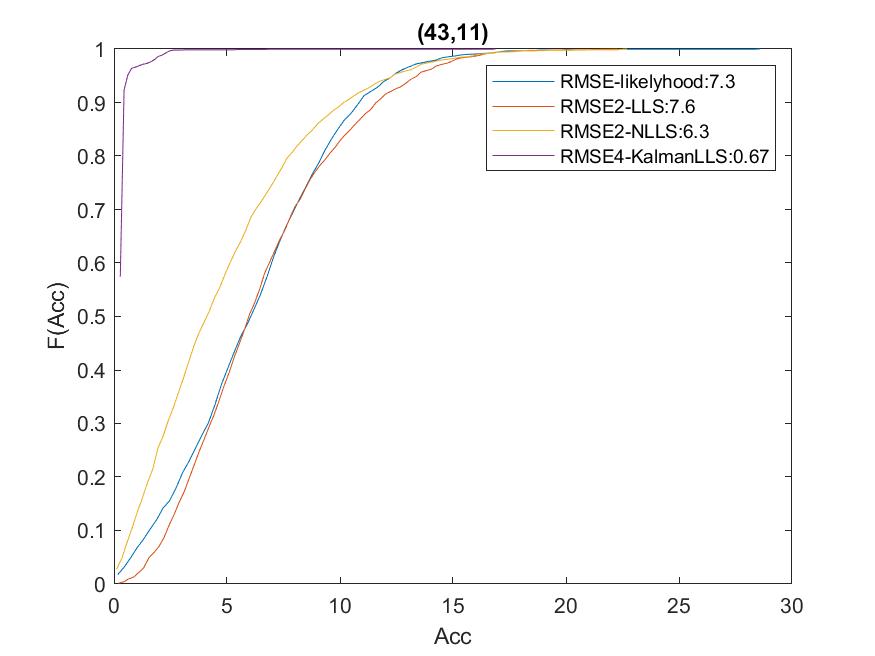 (43,11)
1
0.9
0.8
0.7
0.6
0.5
0.4
0.3
0.2
0.1
0
F(Acc)
RMSE-likelyhood:7.3
RMSE2-LLS:7.6
RMSE2-NLLS:6.3
RMSE4-KalmanLLS:0.67
0 5 10 15 20 25 30
Acc